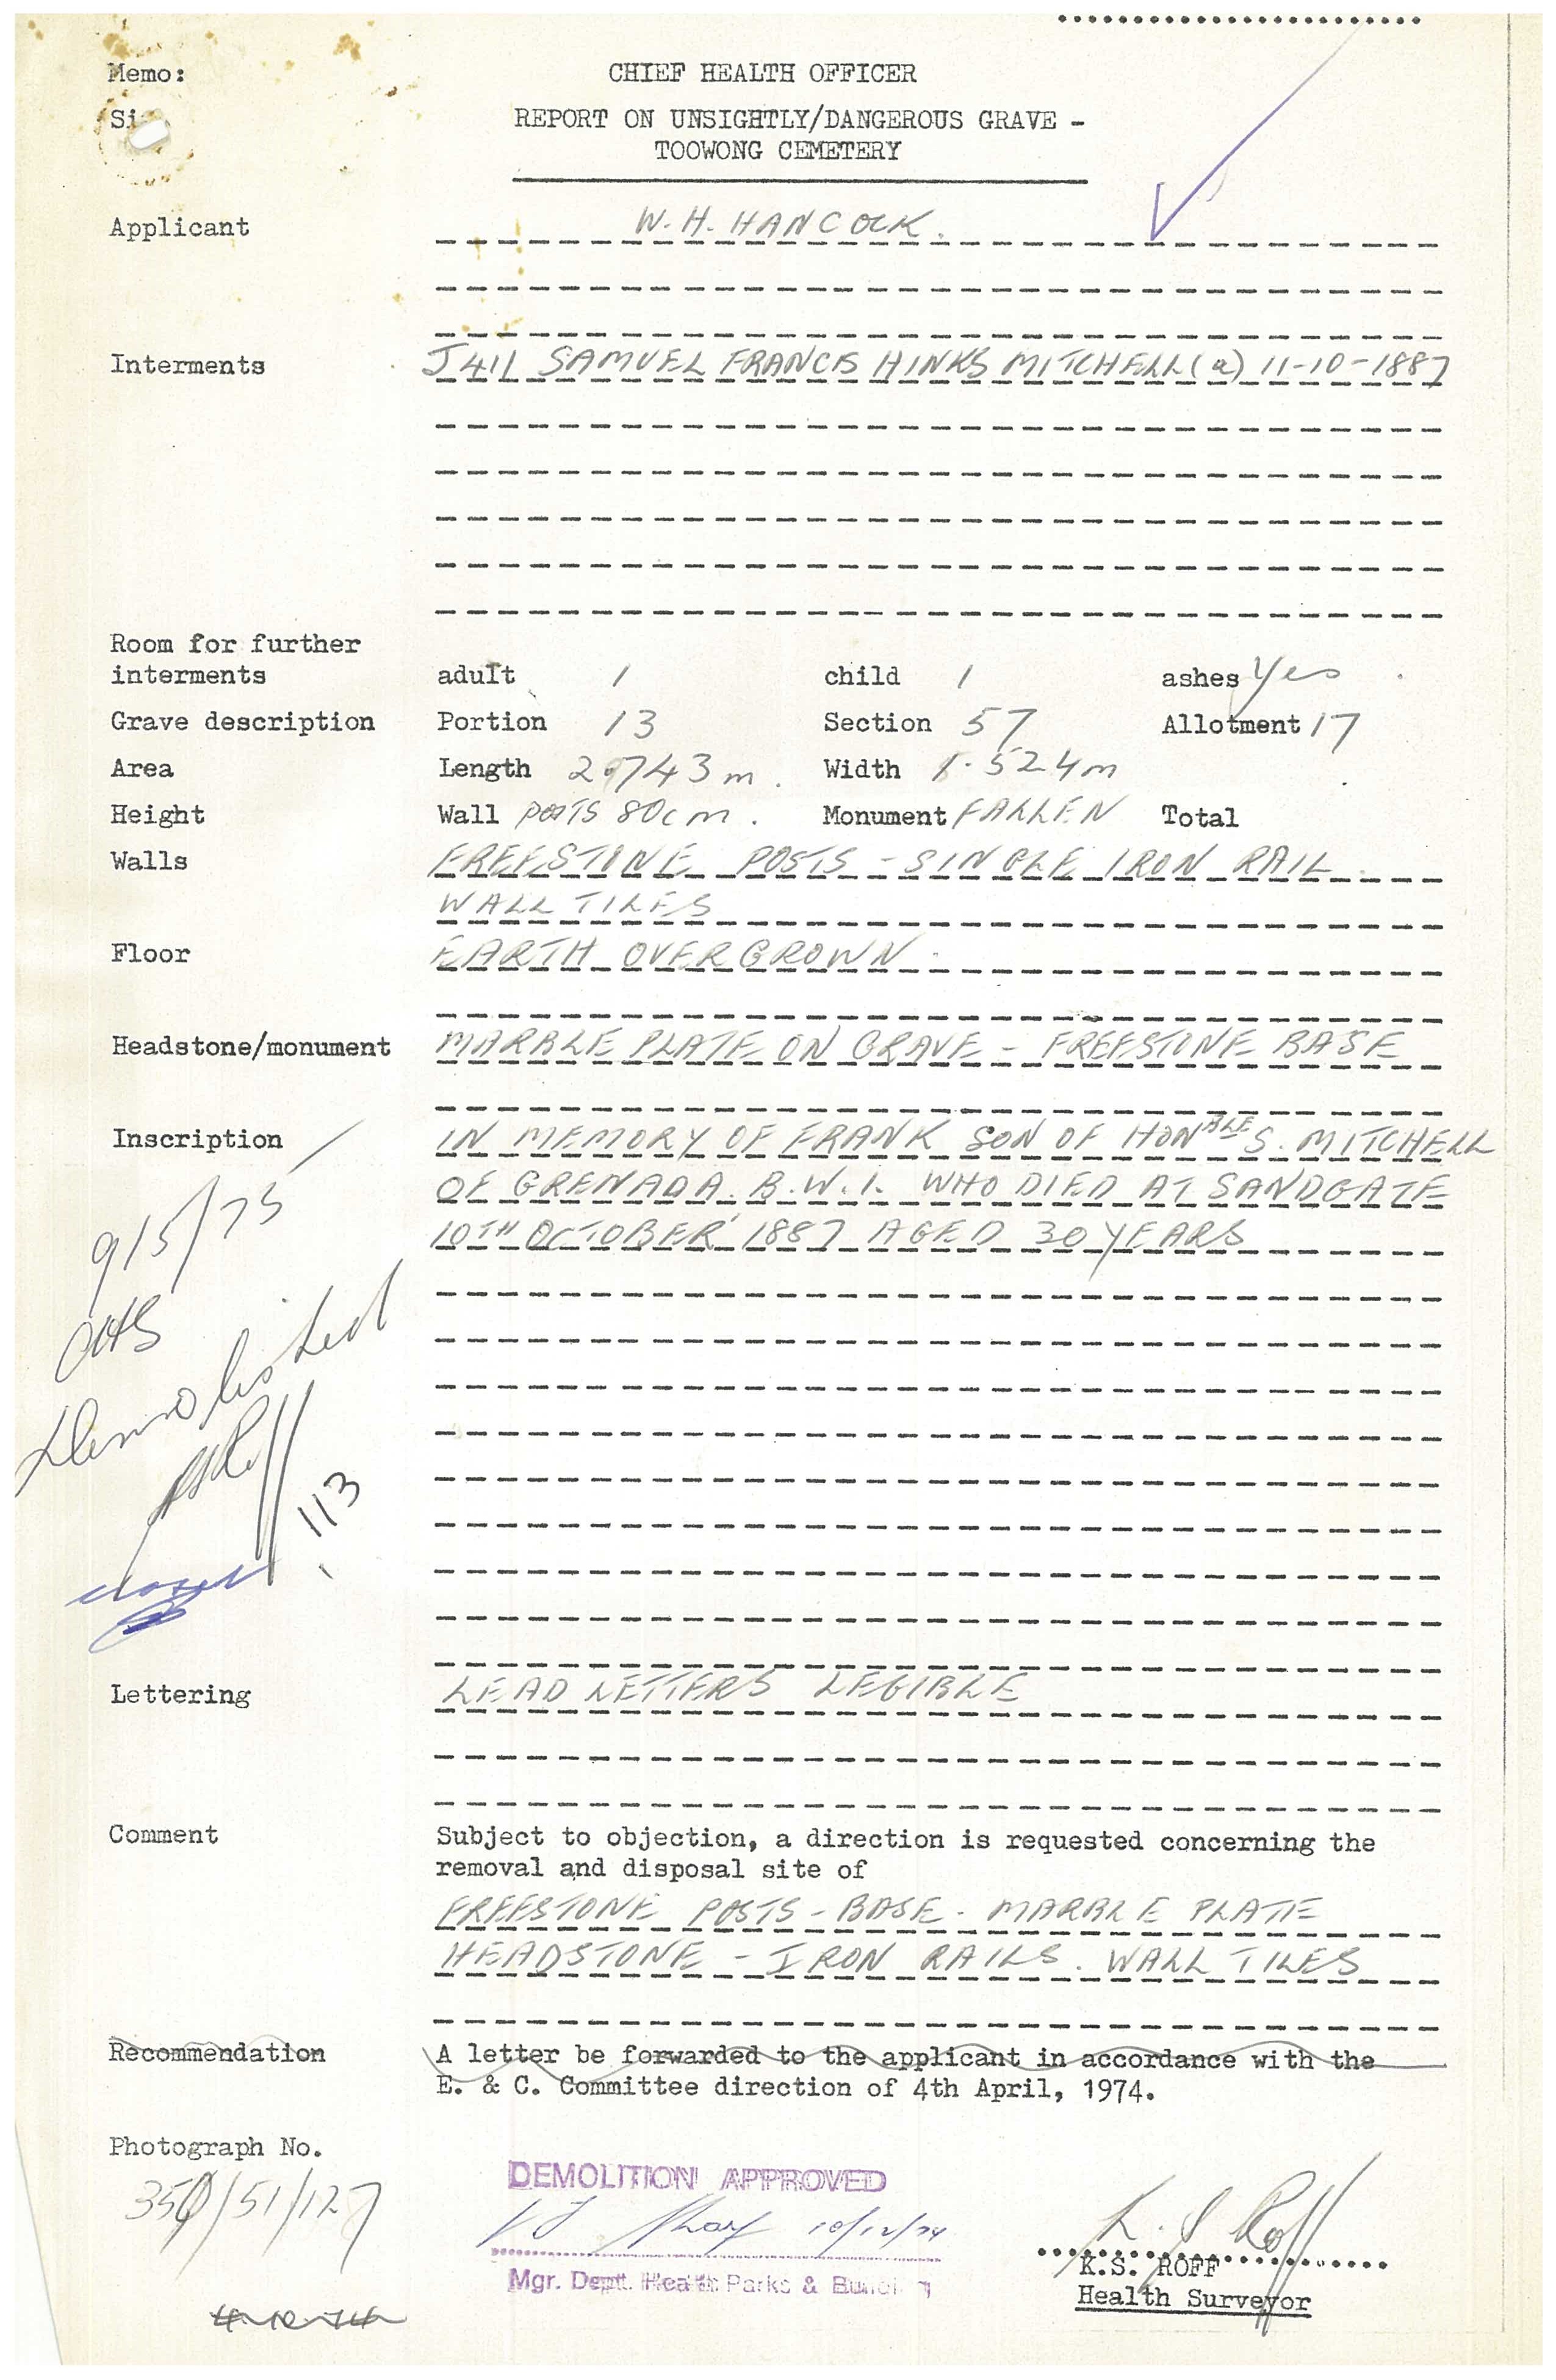 Memo: CHIEF HEALTH OFFICER
REPORT ON UNSIGHTLY/DANGEROUS GRAVE -
TOOWONG CEMETERY
Applicant W. H. HANCOCK.
Interments J411 SAMUEL FRANCIS HINKS MITCHELL (a) 11-10-1887
Room for further
interments adult 1 child 1 ashes Yes
Grave description Portion 13 Section 57 Allotment 17
Area Length 2.743m. Width 1.524m
Height Wall POSTS 80cm. Monument FALLEN Total
Walls FREESTONE POSTS - SINGLE IRON RAIL
WALL TILES
Floor EARTH OVERGROWN
Headstone/monument MARBLE PLATE ON GRAVE - FREESTONE BASE
Inscription IN MEMORY OF FRANK SON OF HONABLE S. MITCHELL
OF GRENADA. B.W.I. WHO DIED AT SANDGATE
10TH OCTOBER 1887 AGED 30 YEARS
9/5/75
Demolished
113
Lettering LEAD LETTERS LEGIBLE
Comment Subject to objection, a direction is requested concerning the
removal and disposal site of
FREESTONE POSTS - BASE - MARBLE PLATE
HEADSTONE - IRON RAILS. WALL TILES
Recommendation A letter be forwarded to the applicant in accordance with the
E. & C. Committee direction of 4th April, 1974.
Photograph No.
350/51/127
DEMOLITION APPROVED
10/12/74
Mgr. Dept. Health Parks &
K. S. Roff
K.S. ROFF
Health Surveyor
4-12-74